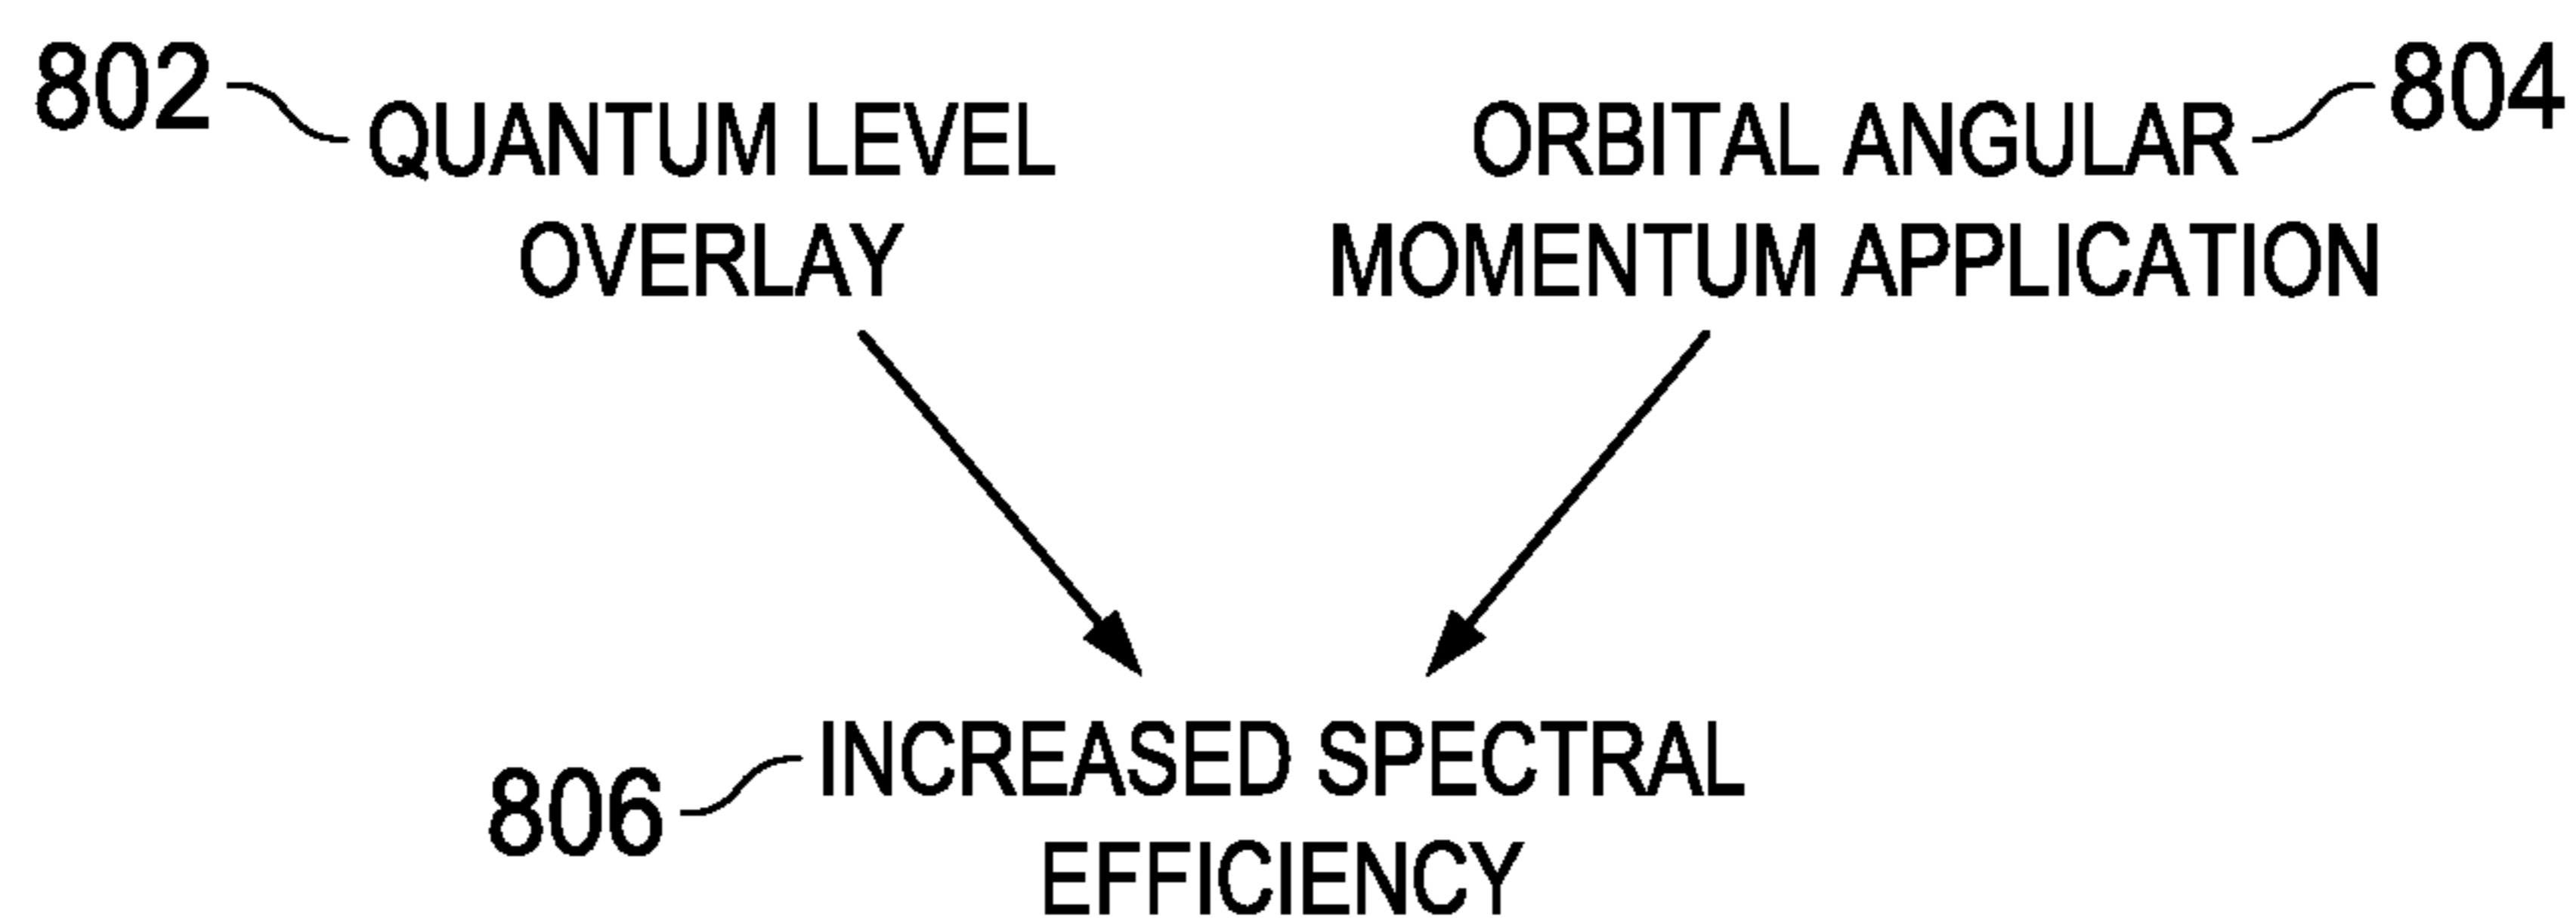 802
QUANTUM LEVEL
OVERLAY
ORBITAL ANGULAR
MOMENTUM APPLICATION
804
806
INCREASED SPECTRAL
EFFICIENCY